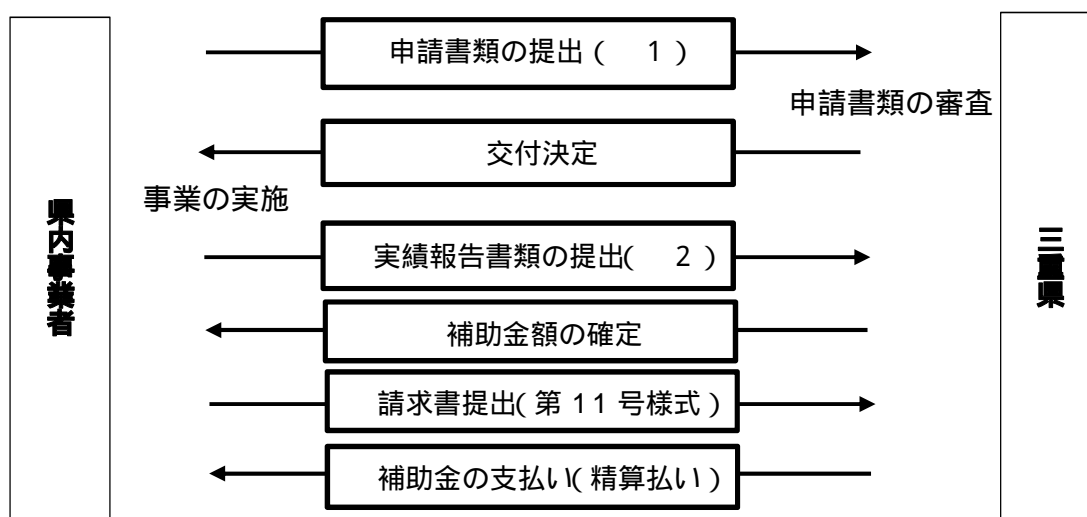 申請書類の提出（　1）
申請書類の審査
交付決定
事業の実施
県内事業者
三重県
実績報告書類の提出(　2)
補助金額の確定
請求書提出(第11号様式)
補助金の支払い(精算払い)